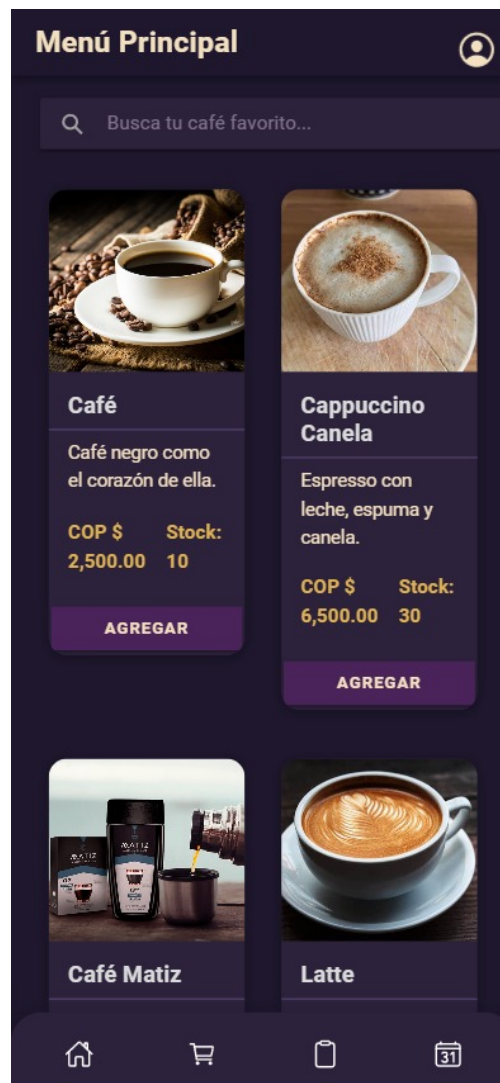 Menú Principal
Busca tu café favorito...
Café
Café negro como
el corazón de ella.
COP $
2,500.00
Stock:
10
AGREGAR
Cappuccino
Canela
Espresso con
leche, espuma y
canela.
COP $
6,500.00
Stock:
30
AGREGAR
MATIZ
MATIZ
Café Matiz
Latte
31